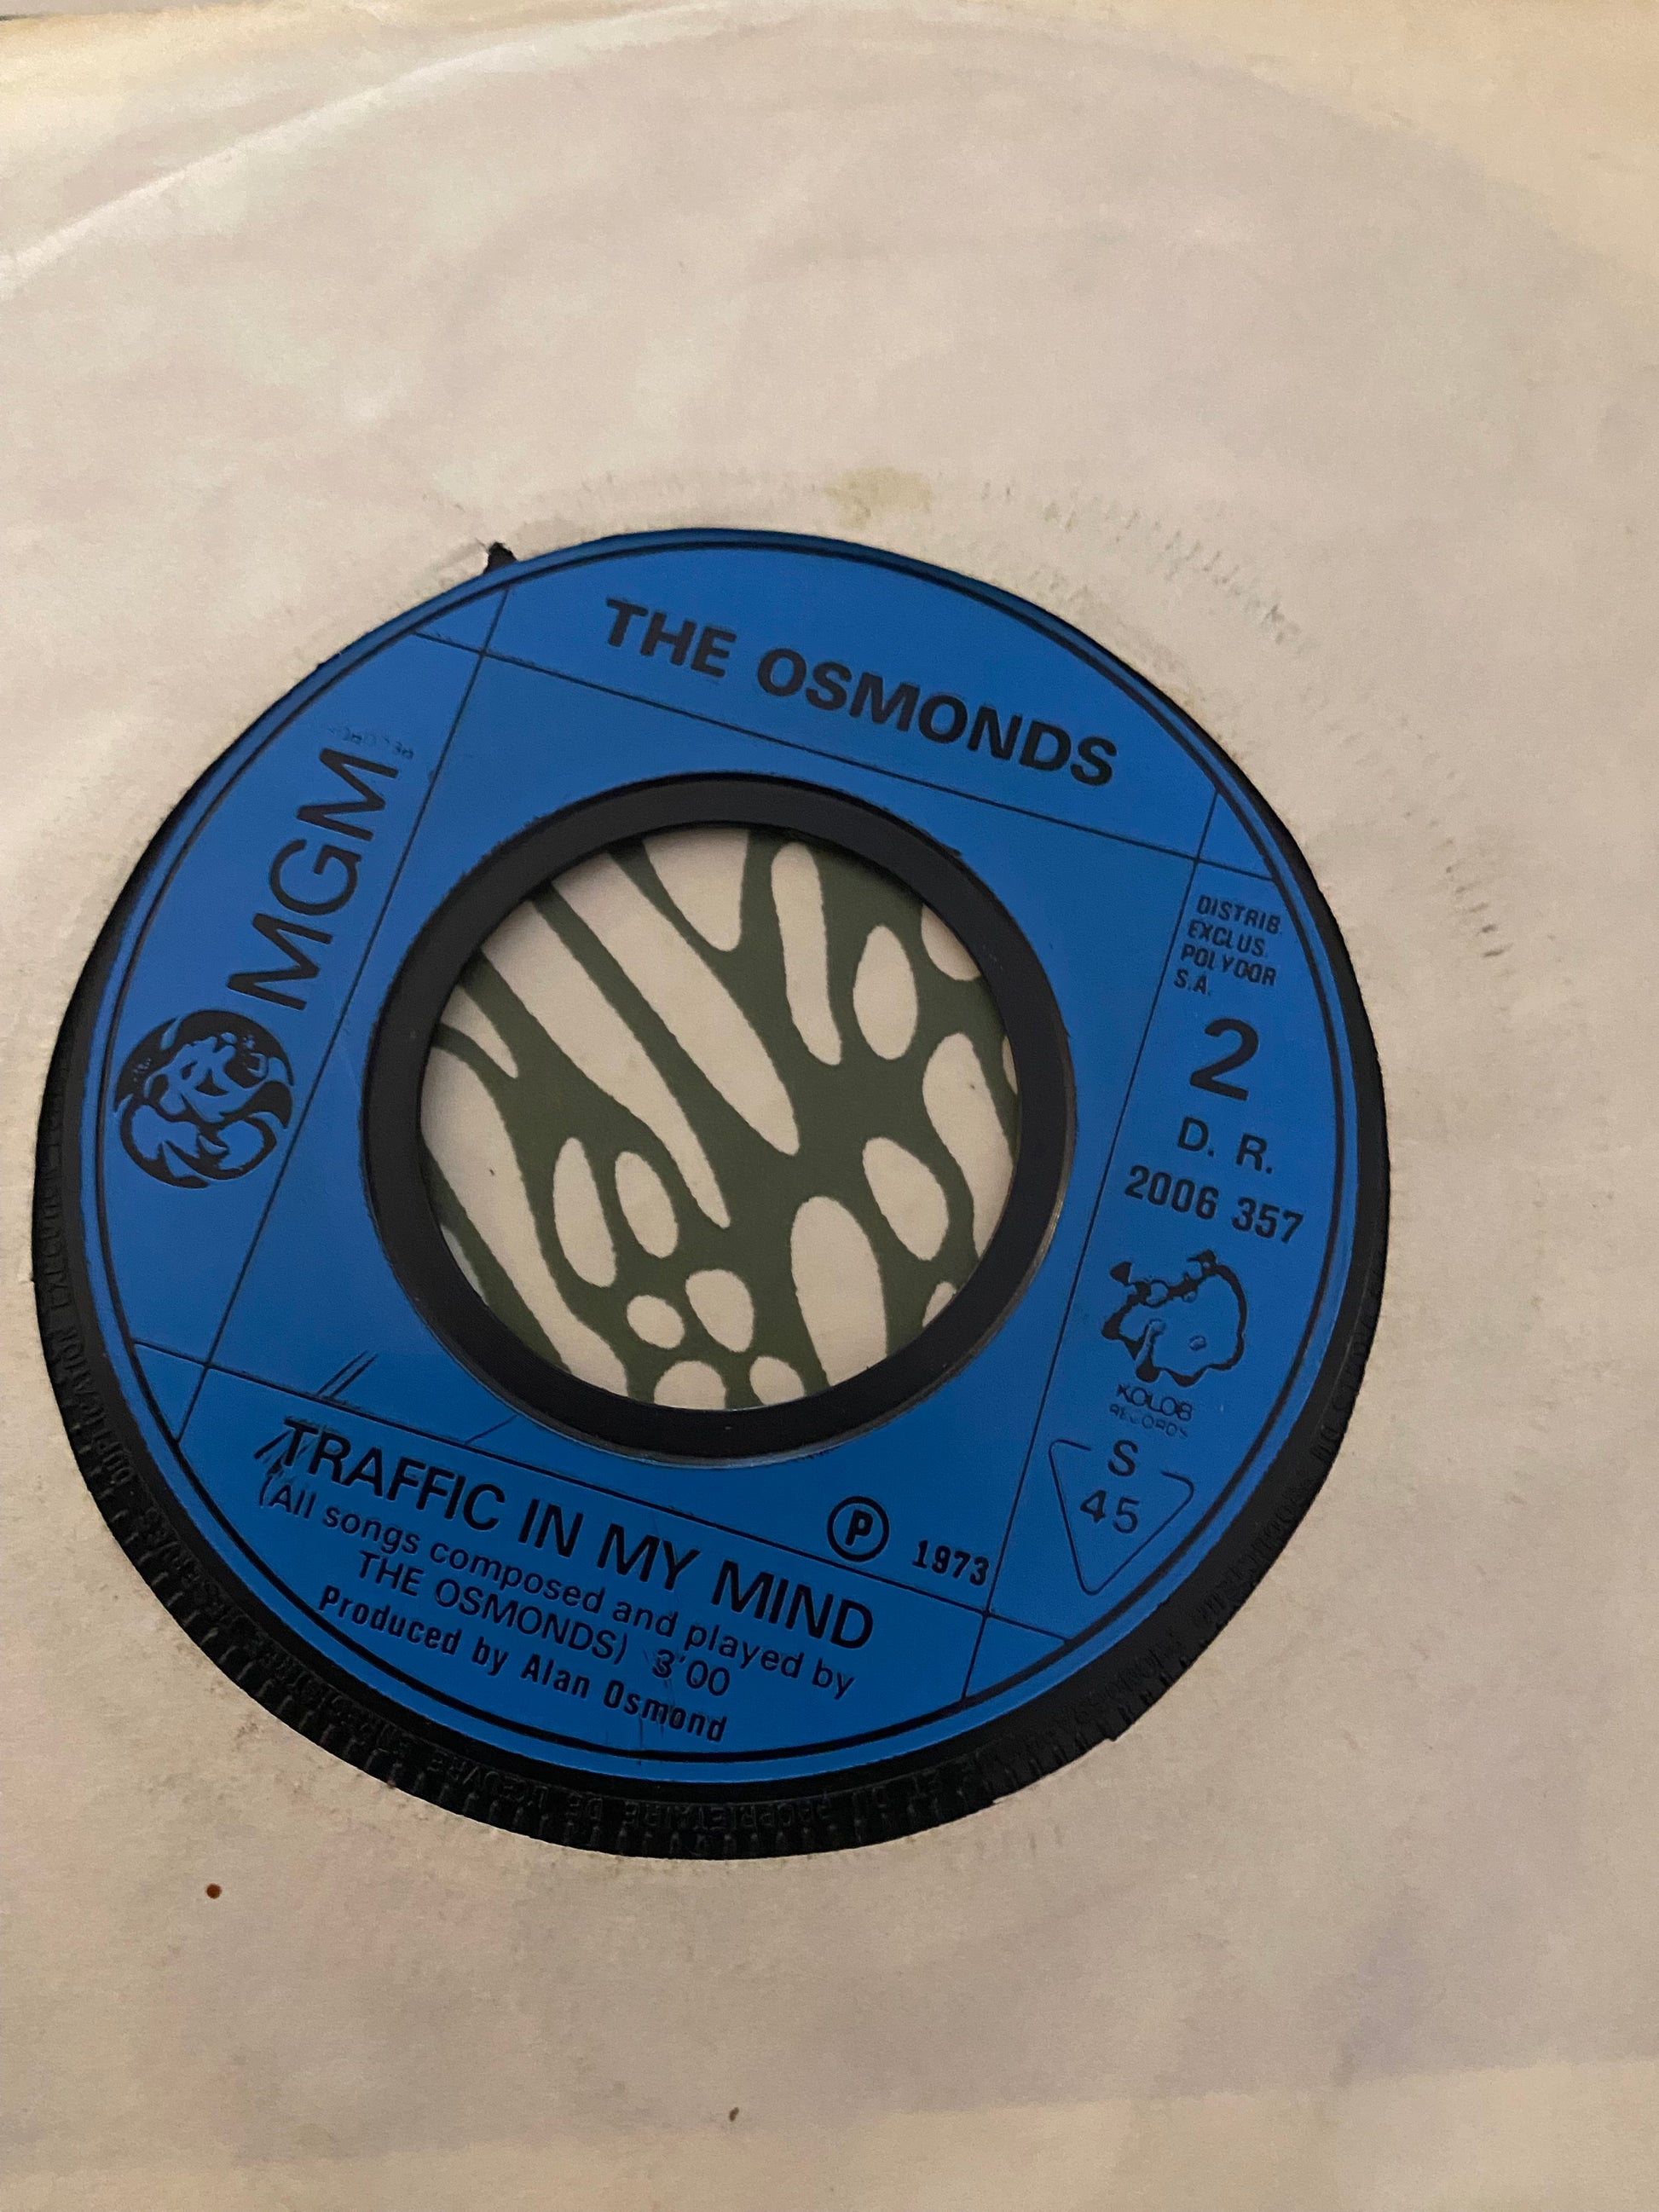 THE OSMONDS
MGM
DISTRIB.
EXCLUS.
POLYDOR
S.A.
2
D. R.
2006 357
KOLOB
RECORDS
S
45
℗ 1973
TRAFFIC IN MY MIND
(All songs composed and played by
THE OSMONDS) 3'00
Produced by Alan Osmond